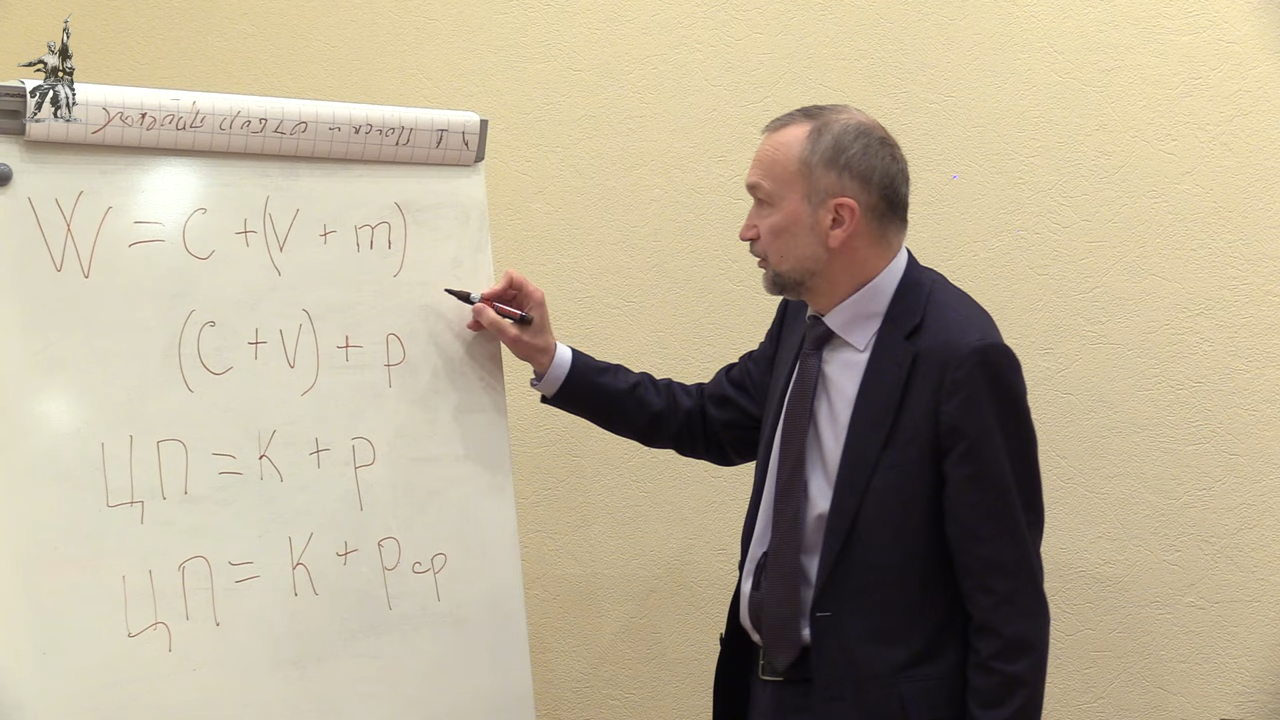 W = C + (V + m)
(C + V) + p
ЦП = K + p
ЦП = K + pср